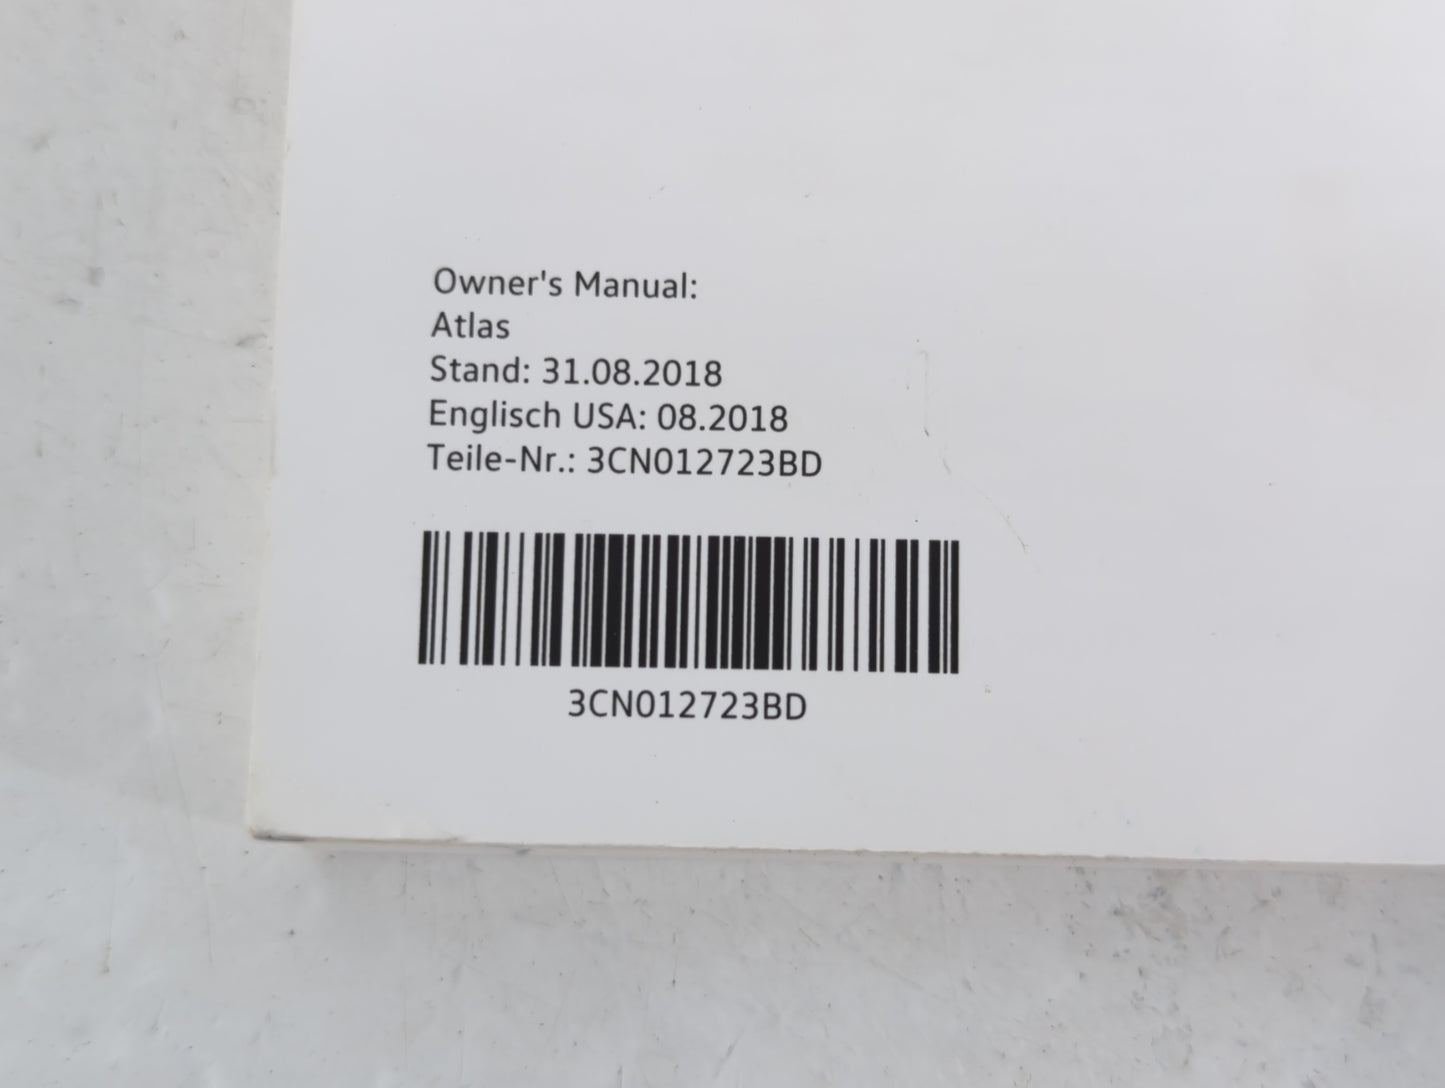 Owner's Manual:
Atlas
Stand: 31.08.2018
Englisch USA: 08.2018
Teile-Nr.: 3CN012723BD
3CN012723BD